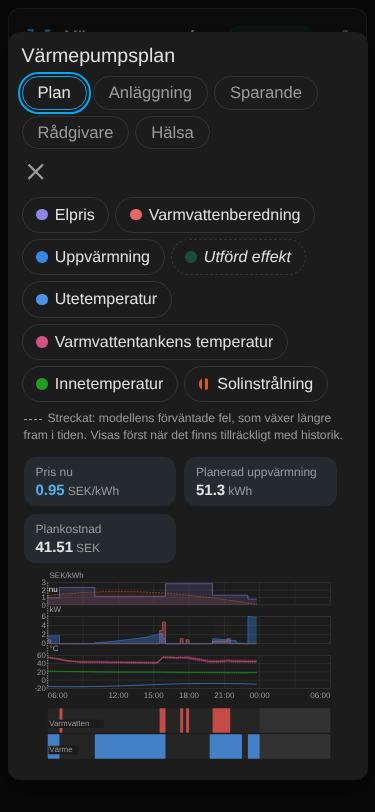 Värmepumpsplan
Plan Anläggning Sparande
Rådgivare Hälsa
Elpris Varmvattenberedning
Uppvärmning Utförd effekt
Utetemperatur
Varmvattentankens temperatur
Innetemperatur Solinstrålning
---- Streckat: modellens förväntade fel, som växer längre
fram i tiden. Visas först när det finns tillräckligt med historik.
Pris nu Planerad uppvärmning
0.95 SEK/kWh 51.3 kWh
Plankostnad
41.51 SEK
SEK/kWh
3
2
1
0
nu
kW
6
4
2
0
°C
60
40
20
0
-20
06:00 12:00 15:00 18:00 21:00 00:00 06:00
Varmvatten
Värme